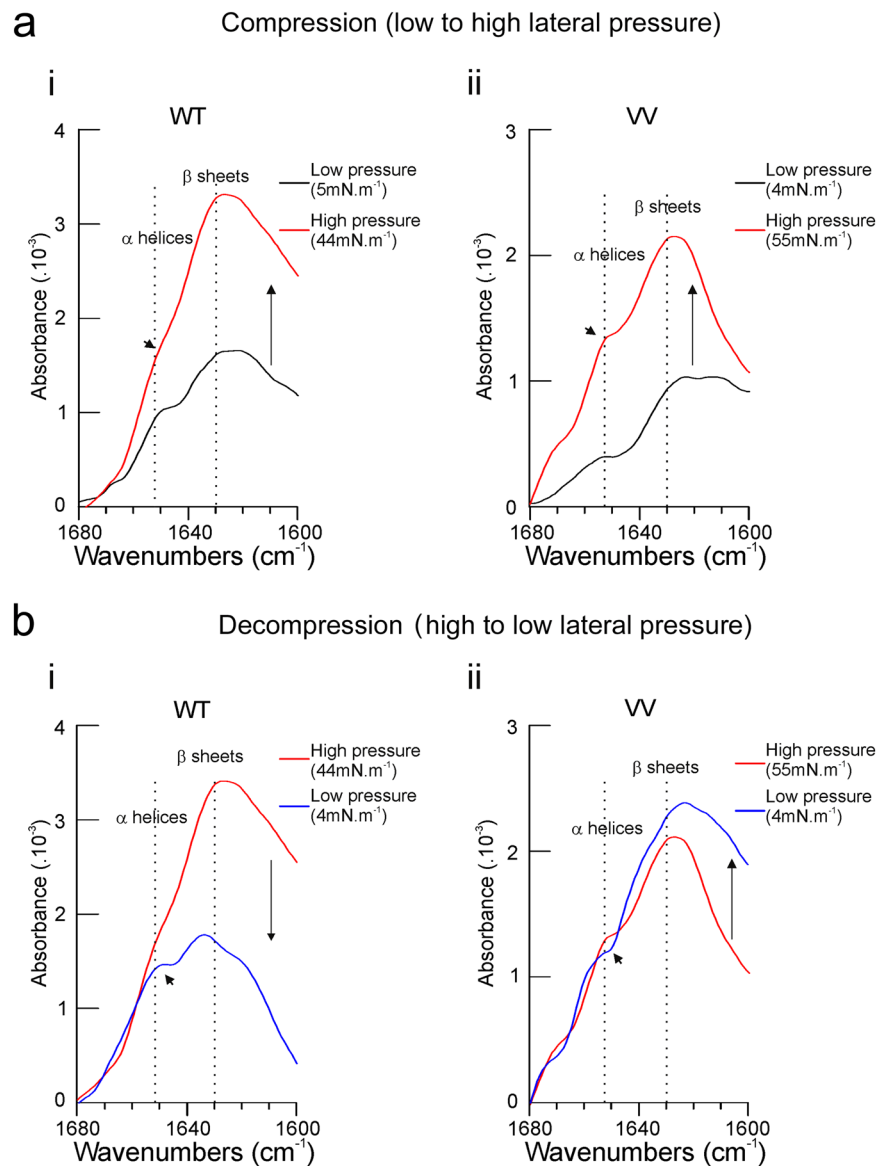 a
Compression (low to high lateral pressure)
i
WT
4
3
2
1
0
Absorbance (.10⁻³)
α helices
β sheets
Low pressure
(5mN.m⁻¹)
High pressure
(44mN.m⁻¹)
1680
1640
1600
Wavenumbers (cm⁻¹)
ii
VV
3
2
1
0
Absorbance (.10⁻³)
α helices
β sheets
Low pressure
(4mN.m⁻¹)
High pressure
(55mN.m⁻¹)
1680
1640
1600
Wavenumbers (cm⁻¹)
b
Decompression (high to low lateral pressure)
i
WT
4
3
2
1
0
Absorbance (.10⁻³)
α helices
β sheets
High pressure
(44mN.m⁻¹)
Low pressure
(4mN.m⁻¹)
1680
1640
1600
Wavenumbers (cm⁻¹)
ii
VV
3
2
1
0
Absorbance (.10⁻³)
α helices
β sheets
High pressure
(55mN.m⁻¹)
Low pressure
(4mN.m⁻¹)
1680
1640
1600
Wavenumbers (cm⁻¹)